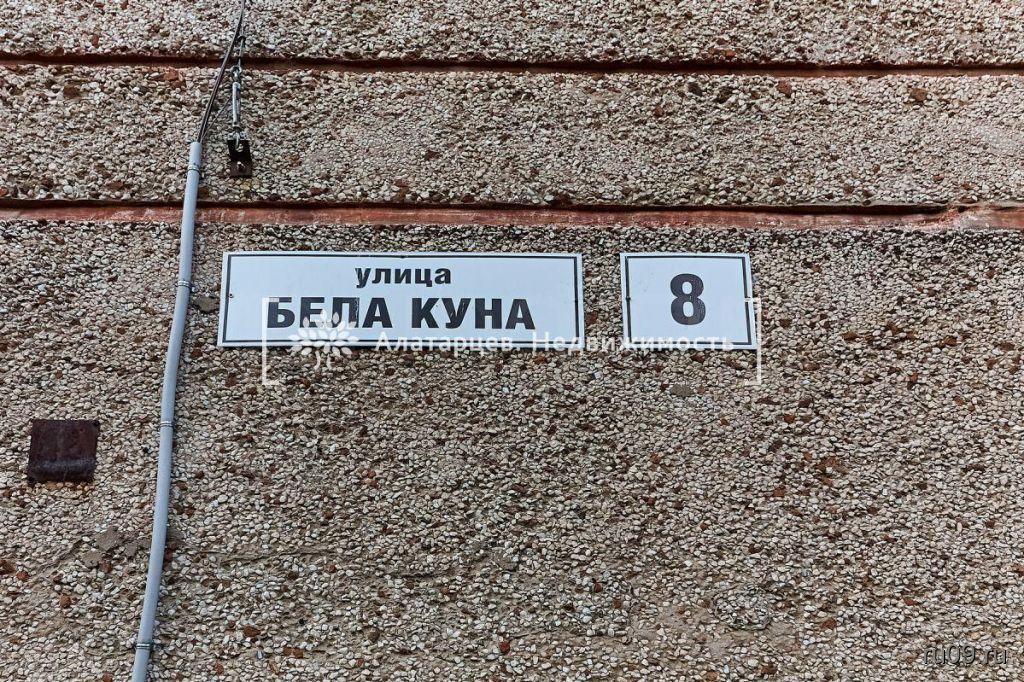 улица
БЕЛА КУНА
8
Алатарцев Недвижимость
ru09.ru